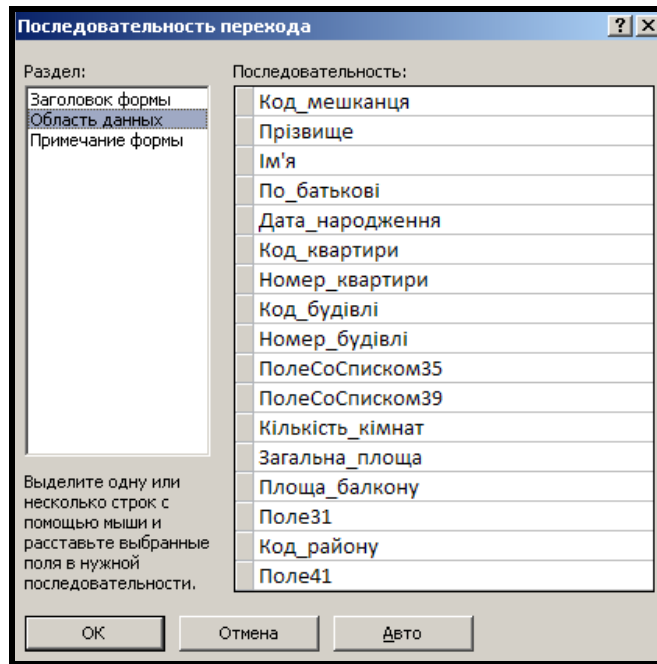 Последовательность перехода
Раздел:
Заголовок формы
Область данных
Примечание формы
Выделите одну или
несколько строк с
помощью мыши и
расставьте выбранные
поля в нужной
последовательности.
Последовательность:
Код_мешканця
Прізвище
Ім'я
По_батькові
Дата_народження
Код_квартири
Номер_квартири
Код_будівлі
Номер_будівлі
ПолеСоСписком35
ПолеСоСписком39
Кількість_кімнат
Загальна_площа
Площа_балкону
Поле31
Код_району
Поле41
ОК
Отмена
Авто